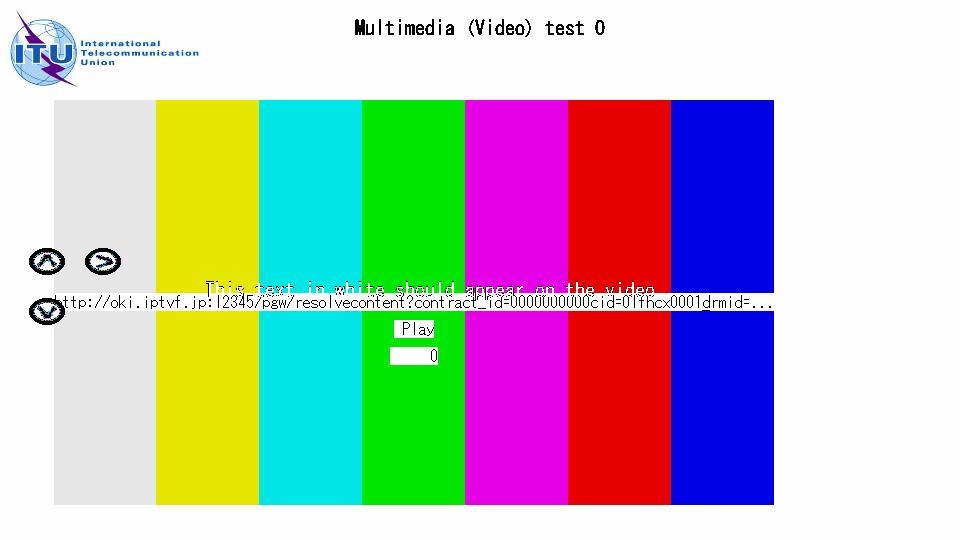 Multimedia (Video) test 0
ITU
International
Telecommunication
Union
This text in white should appear on the video
http://oki.iptvf.jp:12345/pgw/resolvecontent?contract_id=0000000000cid=01fhcx0001drmid=...
Play
0